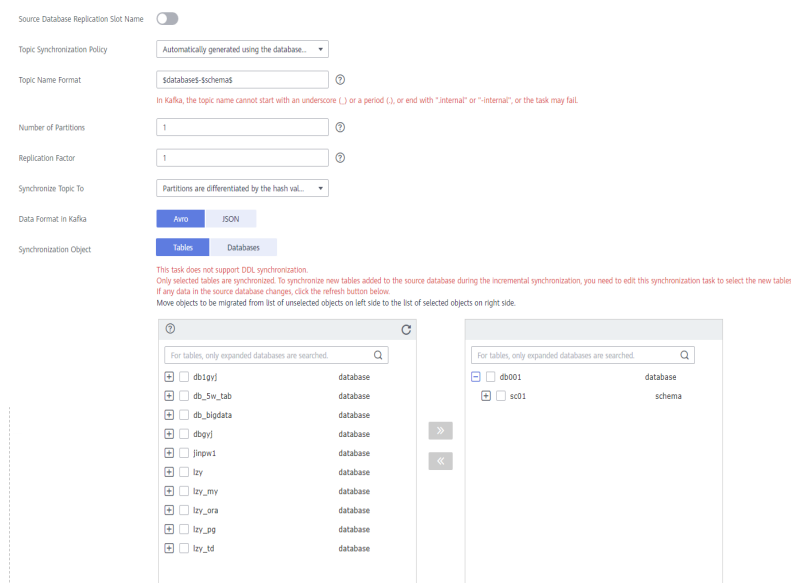 Source Database Replication Slot Name
Topic Synchronization Policy
Automatically generated using the database...
Topic Name Format
$database$-$schema$
In Kafka, the topic name cannot start with an underscore (_) or a period (.), or end with ".internal" or "-internal", or the task may fail.
Number of Partitions
1
Replication Factor
1
Synchronize Topic To
Partitions are differentiated by the hash val...
Data Format in Kafka
Avro
JSON
Synchronization Object
Tables
Databases
This task does not support DDL synchronization.
Only selected tables are synchronized. To synchronize new tables added to the source database during the incremental synchronization, you need to edit this synchronization task to select the new tables
If any data in the source database changes, click the refresh button below.
Move objects to be migrated from list of unselected objects on left side to the list of selected objects on right side.
For tables, only expanded databases are searched.
db1gyj database
db_5w_tab database
db_bigdata database
dbgyj database
jinpw1 database
lzy database
lzy_my database
lzy_ora database
lzy_pg database
lzy_td database
For tables, only expanded databases are searched.
db001 database
sc01 schema